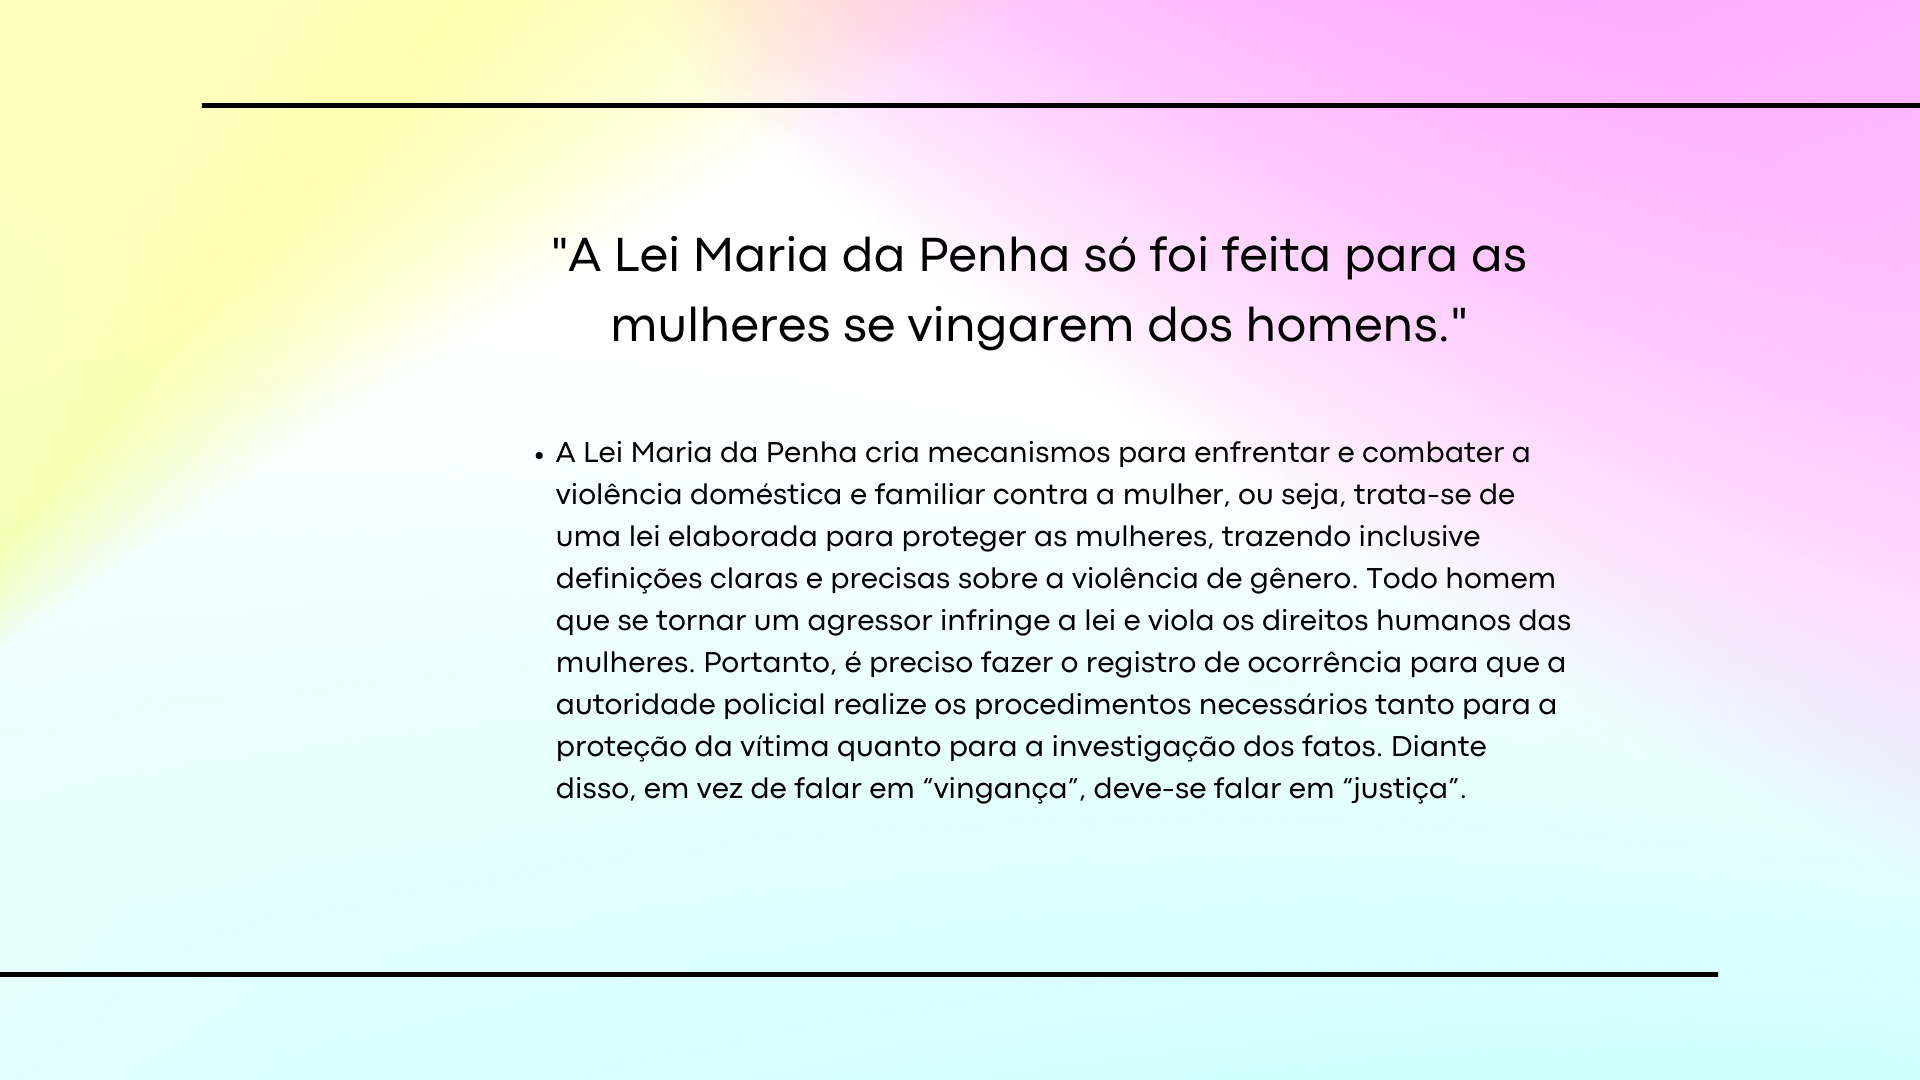 "A Lei Maria da Penha só foi feita para as
mulheres se vingarem dos homens."
• A Lei Maria da Penha cria mecanismos para enfrentar e combater a
violência doméstica e familiar contra a mulher, ou seja, trata-se de
uma lei elaborada para proteger as mulheres, trazendo inclusive
definições claras e precisas sobre a violência de gênero. Todo homem
que se tornar um agressor infringe a lei e viola os direitos humanos das
mulheres. Portanto, é preciso fazer o registro de ocorrência para que a
autoridade policial realize os procedimentos necessários tanto para a
proteção da vítima quanto para a investigação dos fatos. Diante
disso, em vez de falar em “vingança”, deve-se falar em “justiça”.